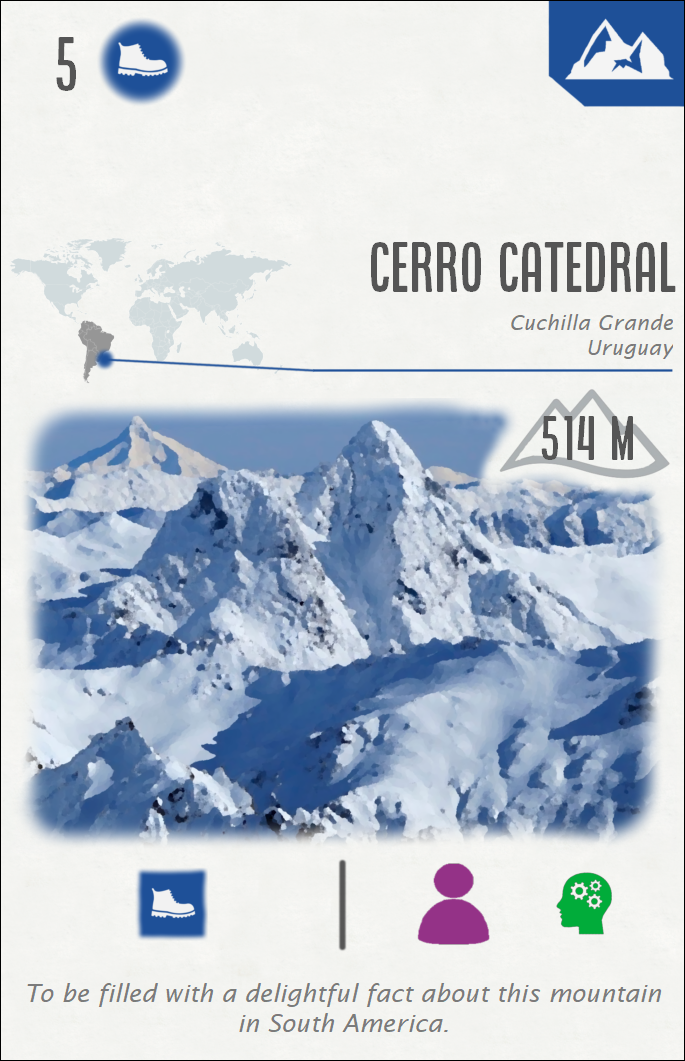 5
CERRO CATEDRAL
Cuchilla Grande
Uruguay
514 M
To be filled with a delightful fact about this mountain
in South America.